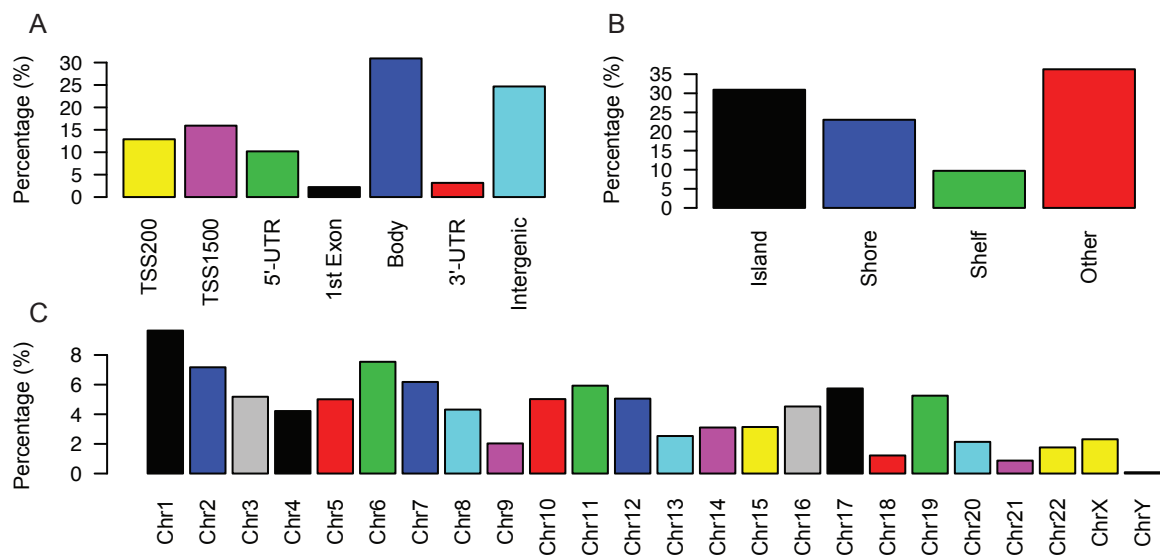 A
Percentage (%)
30
25
20
15
10
5
0
TSS200
TSS1500
5'-UTR
1st Exon
Body
3'-UTR
Intergenic
B
Percentage (%)
35
30
25
20
15
10
5
0
Island
Shore
Shelf
Other
C
Percentage (%)
8
6
4
2
0
Chr1
Chr2
Chr3
Chr4
Chr5
Chr6
Chr7
Chr8
Chr9
Chr10
Chr11
Chr12
Chr13
Chr14
Chr15
Chr16
Chr17
Chr18
Chr19
Chr20
Chr21
Chr22
ChrX
ChrY